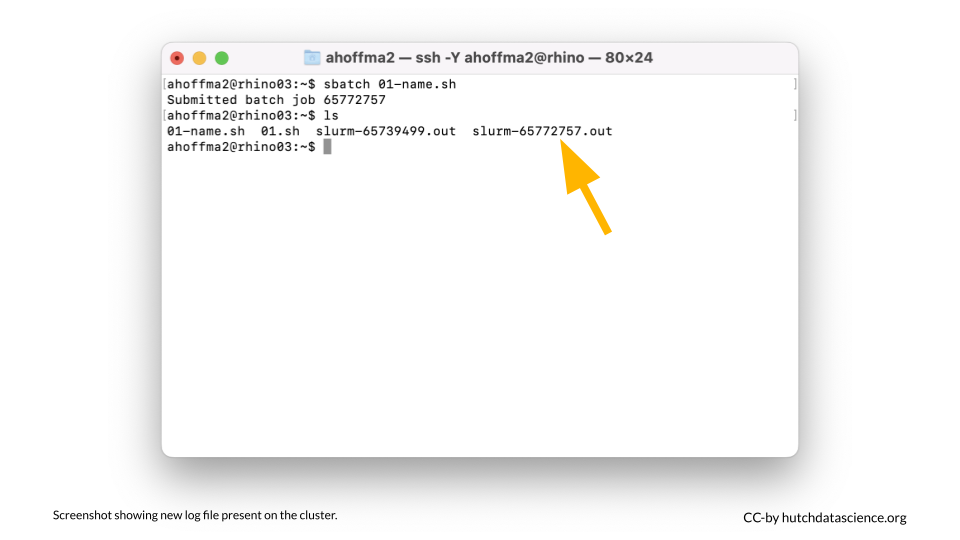 ahoffma2 — ssh -Y ahoffma2@rhino — 80×24
[ahoffma2@rhino03:~$ sbatch 01-name.sh ]
Submitted batch job 65772757
[ahoffma2@rhino03:~$ ls ]
01-name.sh  01.sh  slurm-65739499.out  slurm-65772757.out
ahoffma2@rhino03:~$
Screenshot showing new log file present on the cluster.
CC-by hutchdatascience.org